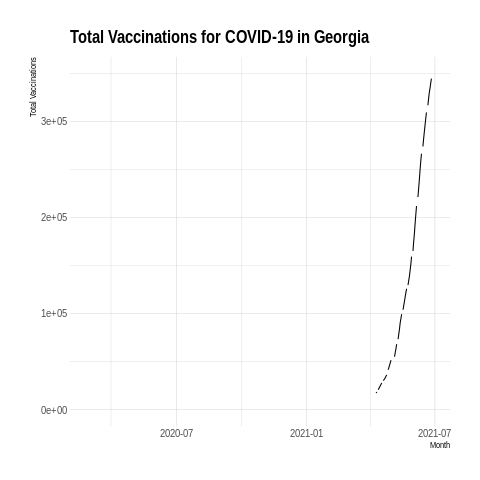 Total Vaccinations for COVID-19 in Georgia
Total Vaccinations
3e+05
2e+05
1e+05
0e+00
2020-07 2021-01 2021-07
Month